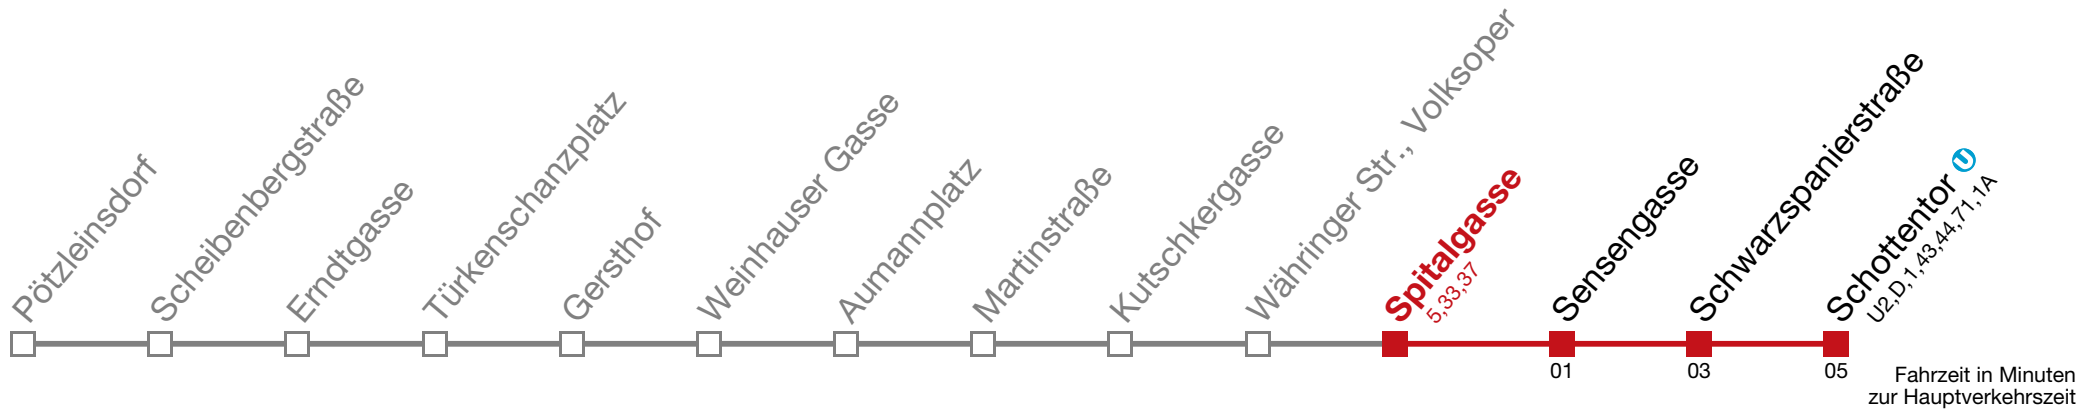 Pötzleinsdorf
Scheibenbergstraße
Erndtgasse
Türkenschanzplatz
Gersthof
Weinhauser Gasse
Aumannplatz
Martinstraße
Kutschkergasse
Währinger Str., Volksoper
Spitalgasse
5,33,37
Sensengasse
Schwarzspanierstraße
Schottentor U
U2,D,1,43,44,71,1A
01
03
05
Fahrzeit in Minuten
zur Hauptverkehrszeit